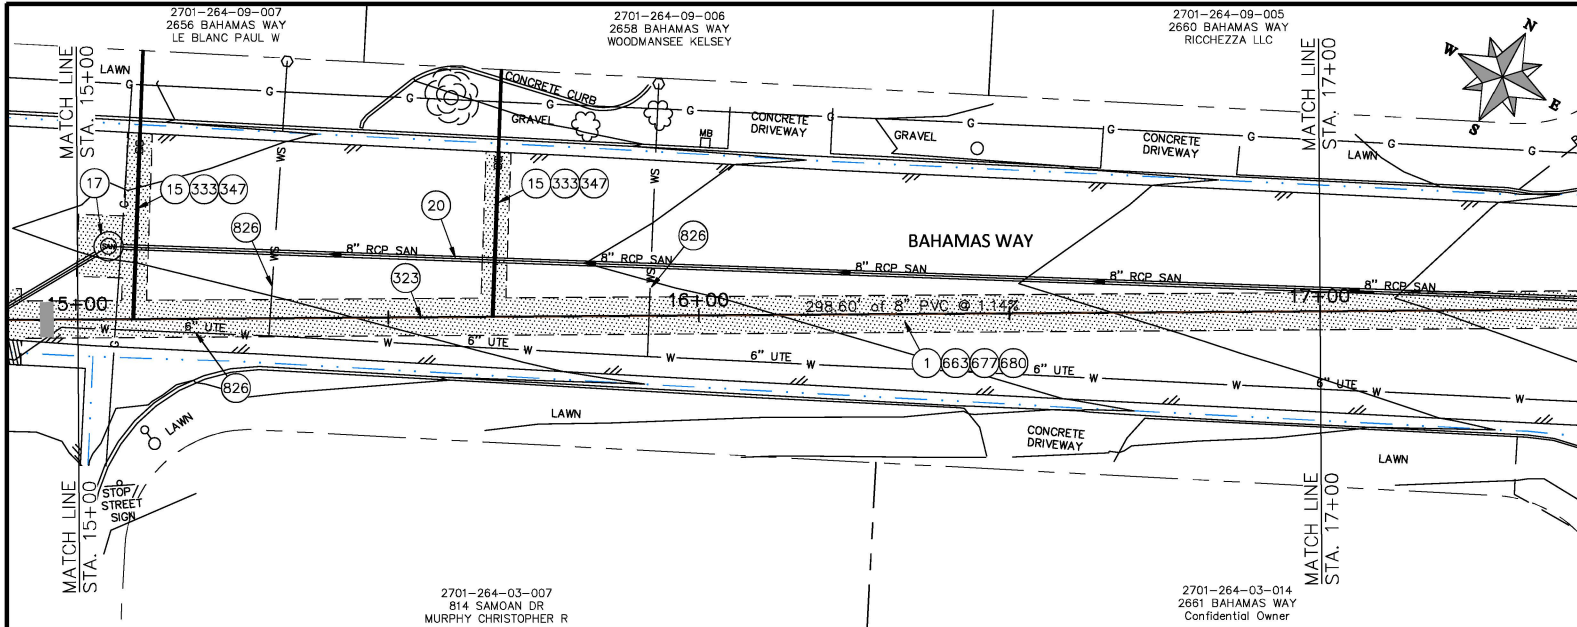 2701-264-09-007
2656 BAHAMAS WAY
LE BLANC PAUL W
2701-264-09-006
2658 BAHAMAS WAY
WOODMANSEE KELSEY
2701-264-09-005
2660 BAHAMAS WAY
RICCHEZZA LLC
N
W
E
S
MATCH LINE
STA. 15+00
MATCH LINE
STA. 17+00
LAWN
G
G
G
G
G
G
G
G
G
CONCRETE CURB
GRAVEL
MB
CONCRETE
DRIVEWAY
GRAVEL
CONCRETE
DRIVEWAY
LAWN
WS
WS
17
15
333
347
15
333
347
20
G
826
826
BAHAMAS WAY
SAN
WS
WS
8" RCP SAN
8" RCP SAN
8" RCP SAN
8" RCP SAN
8" RCP SAN
323
15+00
16+00
17+00
298.60' of 8" PVC @ 1.14%
W
6" UTE
W
W
6" UTE
W
W
6" UTE
W
W
6" UTE
W
W
6" UTE
W
W
G
826
1
663
677
680
LAWN
LAWN
CONCRETE
DRIVEWAY
LAWN
STOP
STREET
SIGN
MATCH LINE
STA. 15+00
MATCH LINE
STA. 17+00
2701-264-03-007
814 SAMOAN DR
MURPHY CHRISTOPHER R
2701-264-03-014
2661 BAHAMAS WAY
Confidential Owner